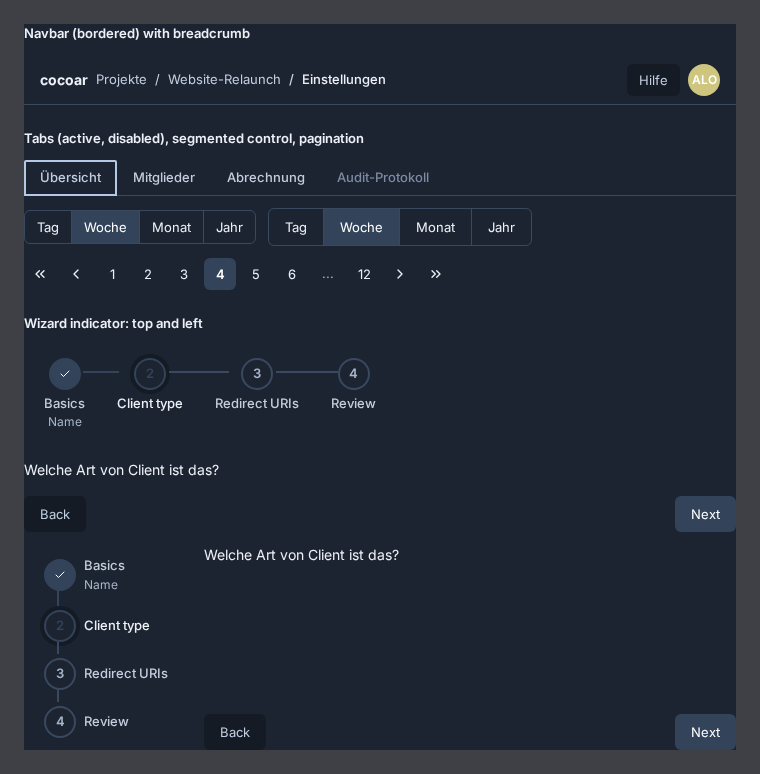 Navbar (bordered) with breadcrumb
cocoar Projekte / Website-Relaunch / Einstellungen Hilfe ALO
Tabs (active, disabled), segmented control, pagination
Übersicht Mitglieder Abrechnung Audit-Protokoll
Tag Woche Monat Jahr Tag Woche Monat Jahr
« ‹ 1 2 3 4 5 6 … 12 › »
Wizard indicator: top and left
2 3 4
Basics Client type Redirect URIs Review
Name
Welche Art von Client ist das?
Back Next
Welche Art von Client ist das?
Basics
Name
2 Client type
3 Redirect URIs
4 Review
Back Next